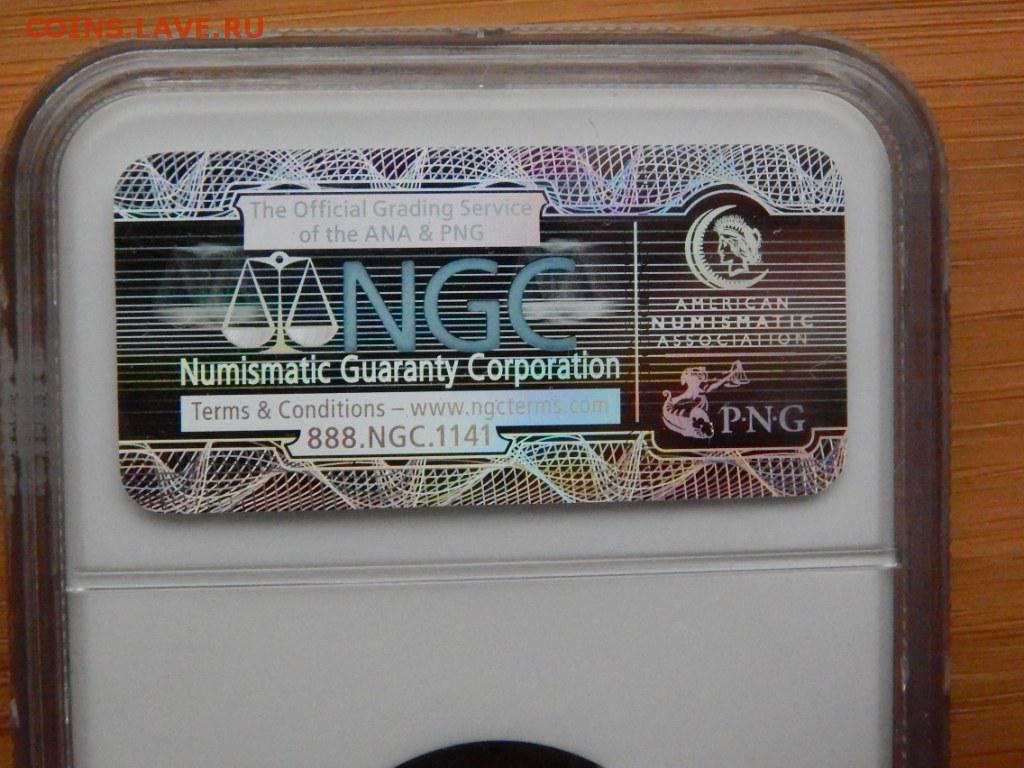 COINS.LAVE.RU
The Official Grading Service
of the ANA & PNG
NGC
Numismatic Guaranty Corporation
Terms & Conditions – www.ngcterms.com
888.NGC.1141
AMERICAN
NUMISMATIC
ASSOCIATION
P·N·G